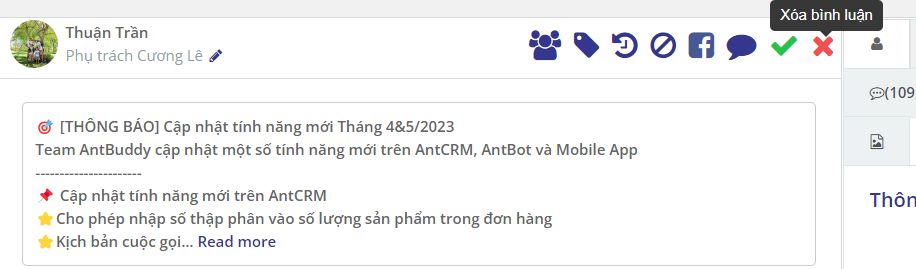 Xóa bình luận
Thuận Trần
Phụ trách Cương Lê
(109
🎯 [THÔNG BÁO] Cập nhật tính năng mới Tháng 4&5/2023
Team AntBuddy cập nhật một số tính năng mới trên AntCRM, AntBot và Mobile App
----------------------
📌 Cập nhật tính năng mới trên AntCRM
⭐Cho phép nhập số thập phân vào số lượng sản phẩm trong đơn hàng
⭐Kịch bản cuộc gọi... Read more
Thôn